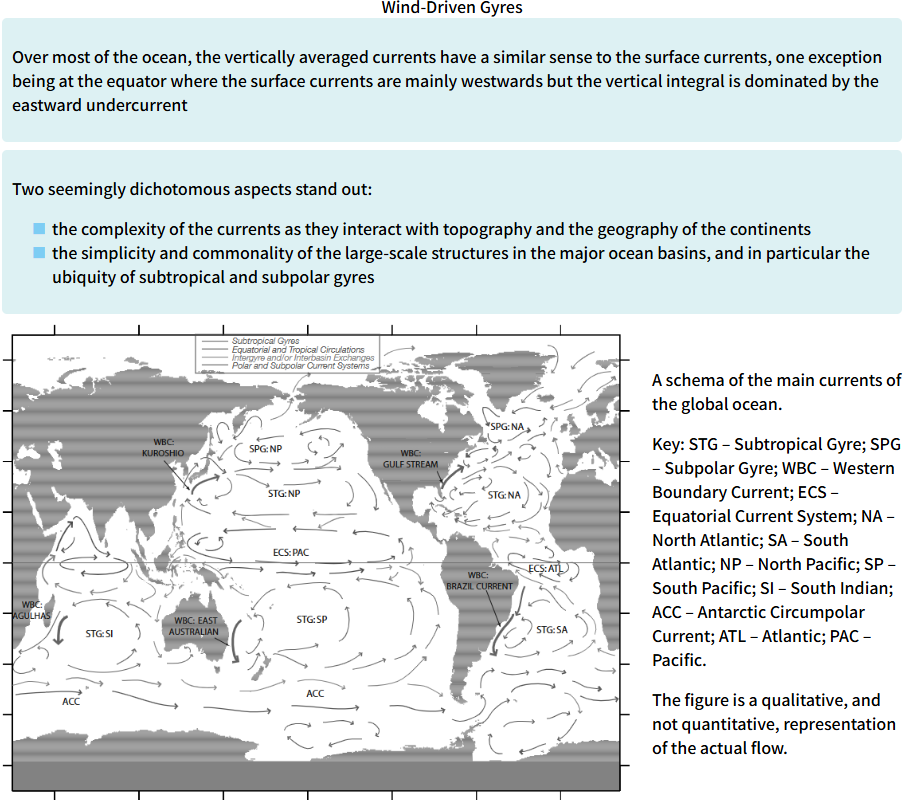 Wind-Driven Gyres
Over most of the ocean, the vertically averaged currents have a similar sense to the surface currents, one exception
being at the equator where the surface currents are mainly westwards but the vertical integral is dominated by the
eastward undercurrent
Two seemingly dichotomous aspects stand out:
the complexity of the currents as they interact with topography and the geography of the continents
the simplicity and commonality of the large-scale structures in the major ocean basins, and in particular the
ubiquity of subtropical and subpolar gyres
Subtropical Gyres
Equatorial and Tropical Circulations
Intergyre and/or Interbasin Exchanges
Polar and Subpolar Current Systems
SPG: NA
WBC:
KUROSHIO
SPG: NP
WBC:
GULF STREAM
STG: NP
STG: NA
ECS: PAC
ECS: ATL
WBC:
BRAZIL CURRENT
WBC:
AGULHAS
STG: SI
WBC: EAST
AUSTRALIAN
STG: SP
STG: SA
ACC
ACC
A schema of the main currents of
the global ocean.
Key: STG – Subtropical Gyre; SPG
– Subpolar Gyre; WBC – Western
Boundary Current; ECS –
Equatorial Current System; NA –
North Atlantic; SA – South
Atlantic; NP – North Pacific; SP –
South Pacific; SI – South Indian;
ACC – Antarctic Circumpolar
Current; ATL – Atlantic; PAC –
Pacific.
The figure is a qualitative, and
not quantitative, representation
of the actual flow.